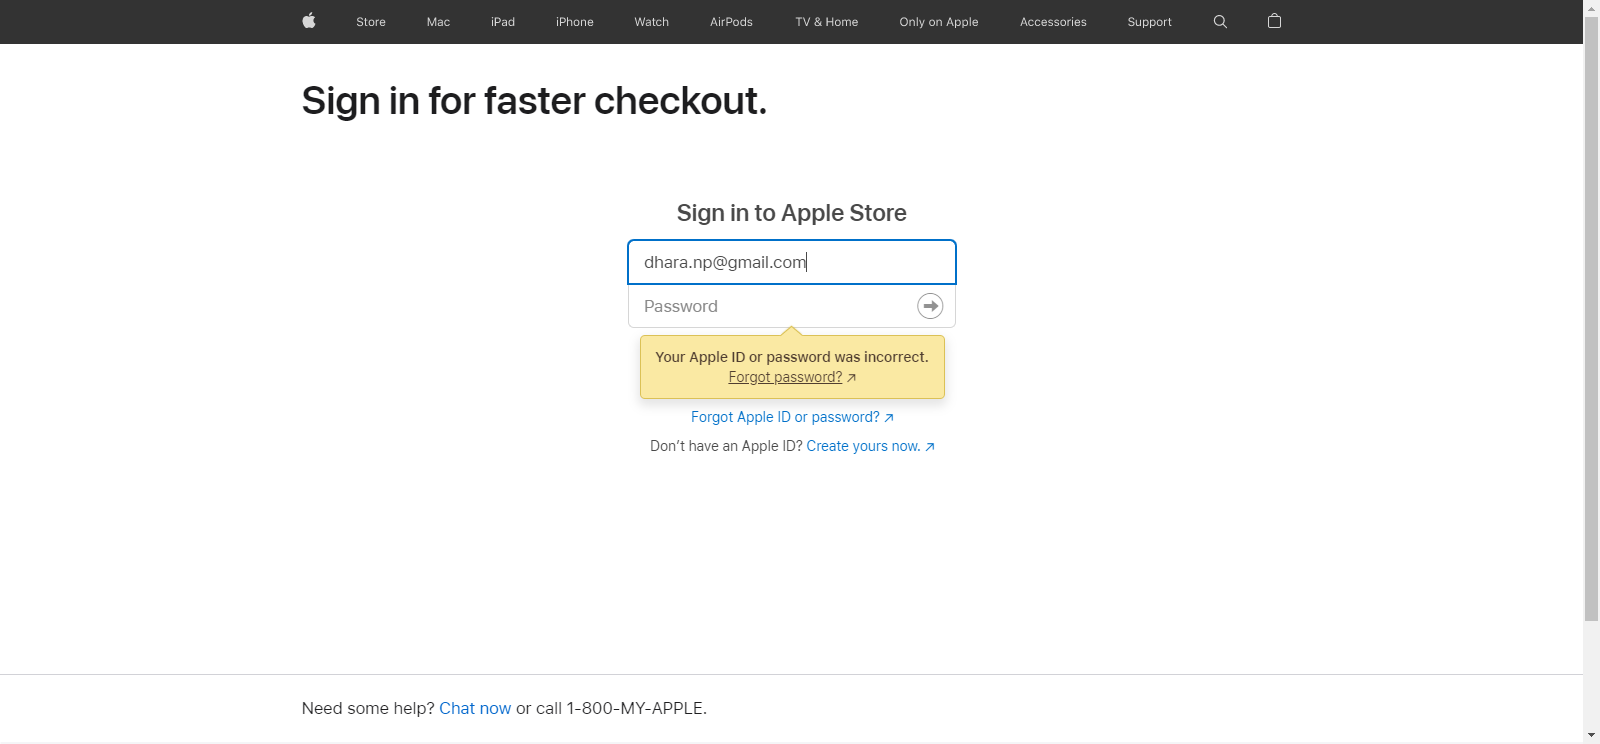 Store Mac iPad iPhone Watch AirPods TV & Home Only on Apple Accessories Support
Sign in for faster checkout.
Sign in to Apple Store
dhara.np@gmail.com
Password
Your Apple ID or password was incorrect.
Forgot password? ↗
Forgot Apple ID or password? ↗
Don’t have an Apple ID? Create yours now. ↗
Need some help? Chat now or call 1-800-MY-APPLE.